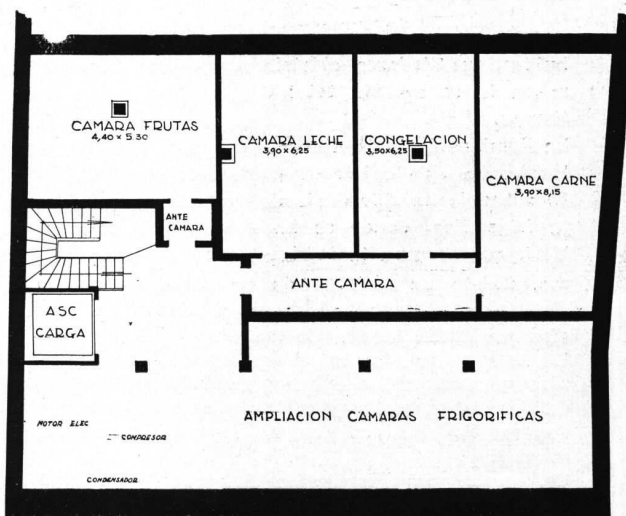 CAMARA FRUTAS
4,40 x 5.30
CAMARA LECHE
3,90 x 6,25
CONGELACION
3,50 x 6,25
CAMARA CARNE
3,90 x 8,15
ANTE
CAMARA
ANTE CAMARA
ASC
CARGA
AMPLIACION CAMARAS FRIGORIFICAS
MOTOR ELEC
COMPRESOR
CONDENSADOR